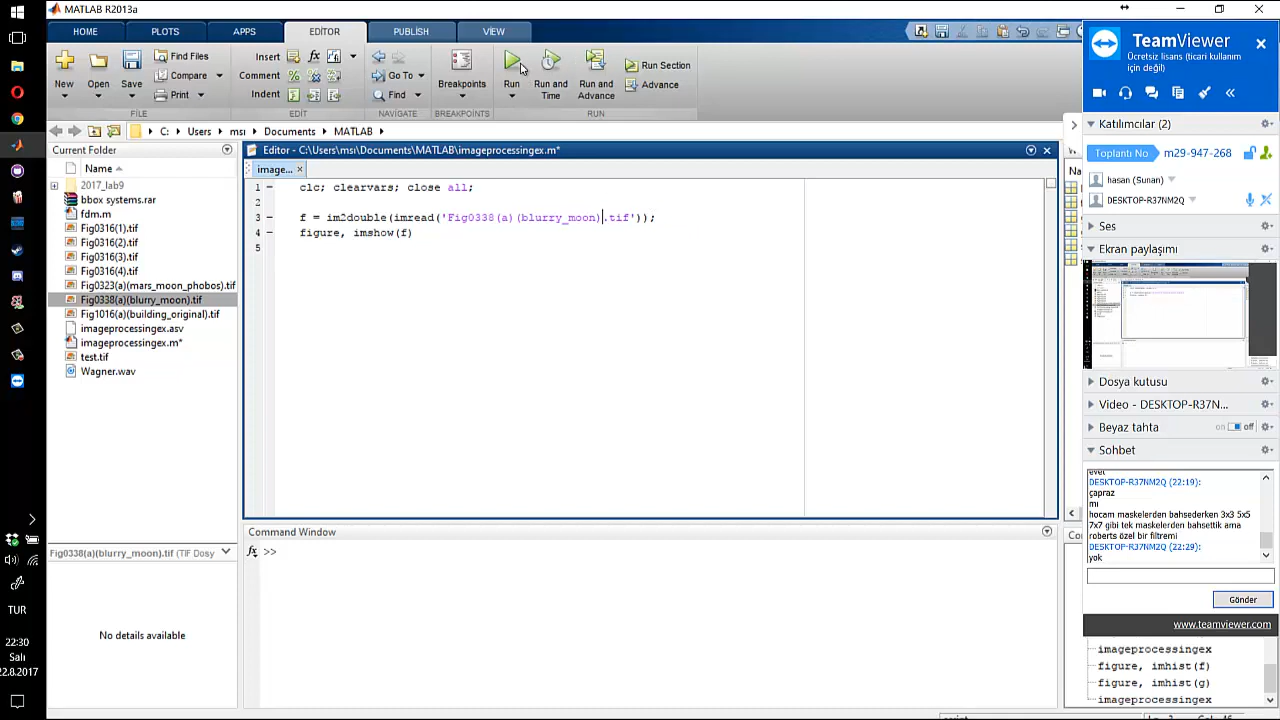 MATLAB R2013a
HOME PLOTS APPS EDITOR PUBLISH VIEW
New Open Save Find Files Compare Print
Insert Comment Indent
Go To Find
Breakpoints
Run Run and Time Run and Advance Run Section Advance
FILE EDIT NAVIGATE BREAKPOINTS RUN
C: Users msi Documents MATLAB
Current Folder
Name
2017_lab9
bbox systems.rar
fdm.m
Fig0316(1).tif
Fig0316(2).tif
Fig0316(3).tif
Fig0316(4).tif
Fig0323(a)(mars_moon_phobos).tif
Fig0338(a)(blurry_moon).tif
Fig1016(a)(building_original).tif
imageprocessingex.asv
imageprocessingex.m*
test.tif
Wagner.wav
Fig0338(a)(blurry_moon).tif (TIF Dosy
No details available
Editor - C:\Users\msi\Documents\MATLAB\imageprocessingex.m*
image...
1 clc; clearvars; close all;
2
3 f = im2double(imread('Fig0338(a)(blurry_moon).tif'));
4 figure, imshow(f)
5
Command Window
fx >>
TeamViewer
Ücretsiz lisans (ticari kullanım
için değil)
Katılımcılar (2)
Toplantı No m29-947-268
hasan (Sunan)
DESKTOP-R37NM2Q
Ses
Ekran paylaşımı
Dosya kutusu
Video - DESKTOP-R37N...
Beyaz tahta on off
Sohbet
evet
DESKTOP-R37NM2Q (22:19):
çapraz
mı
hocam maskelerden bahsederken 3x3 5x5
7x7 gibi tek maskelerden bahsettik ama
roberts özel bir filtremi
DESKTOP-R37NM2Q (22:29):
yok
Gönder
www.teamviewer.com
imageprocessingex
figure, imhist(f)
figure, imhist(g)
imageprocessingex
TUR
22:30
Salı
22.8.2017